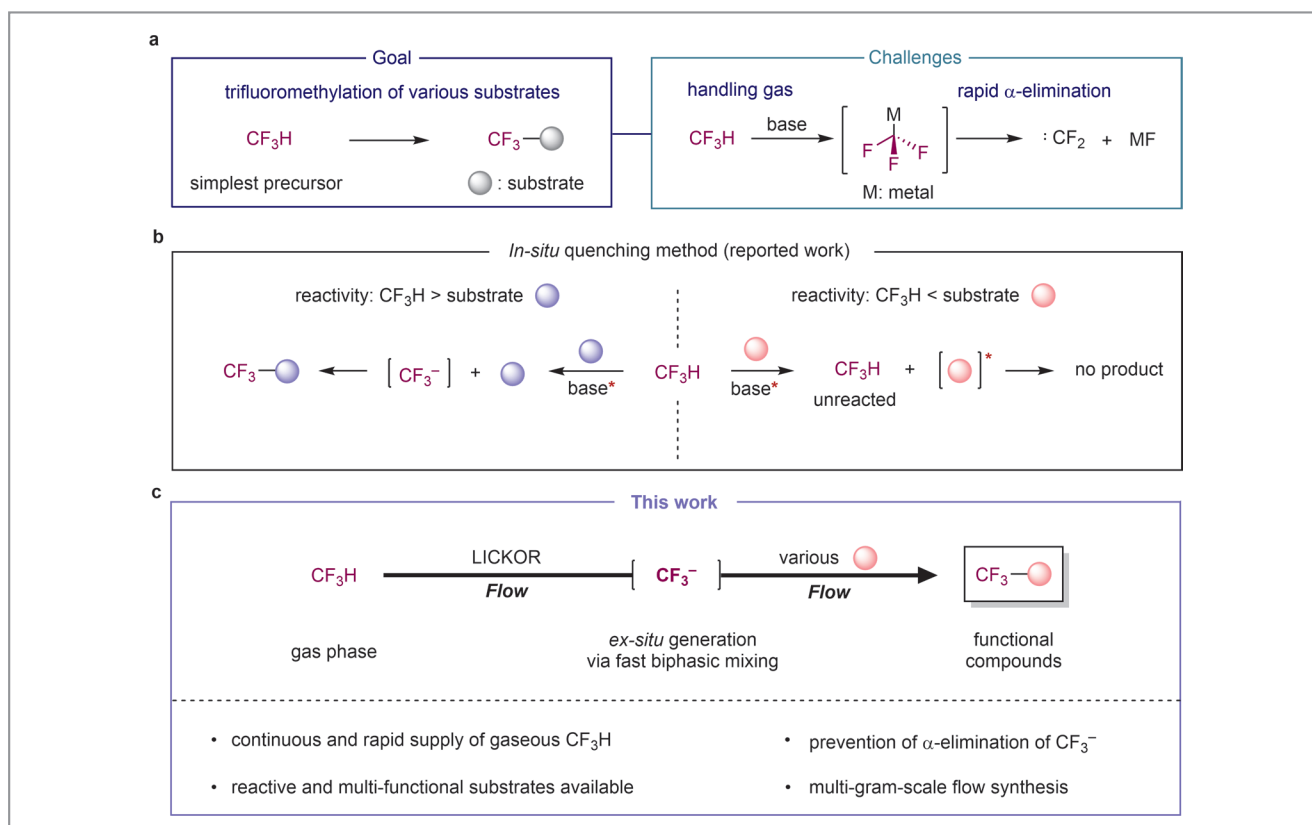 a
Goal
trifluoromethylation of various substrates
CF₃H
CF₃
simplest precursor
: substrate
Challenges
handling gas
rapid α-elimination
CF₃H
base
M
F
F
F
M: metal
:CF₂ + MF
b
In-situ quenching method (reported work)
reactivity: CF₃H > substrate
reactivity: CF₃H < substrate
CF₃
[CF₃⁻] +
base*
CF₃H
base*
CF₃H
unreacted
+ [ ]*
no product
c
This work
CF₃H
LICKOR
Flow
[CF₃⁻]
various
Flow
CF₃
gas phase
ex-situ generation
via fast biphasic mixing
functional
compounds
• continuous and rapid supply of gaseous CF₃H
• prevention of α-elimination of CF₃⁻
• reactive and multi-functional substrates available
• multi-gram-scale flow synthesis